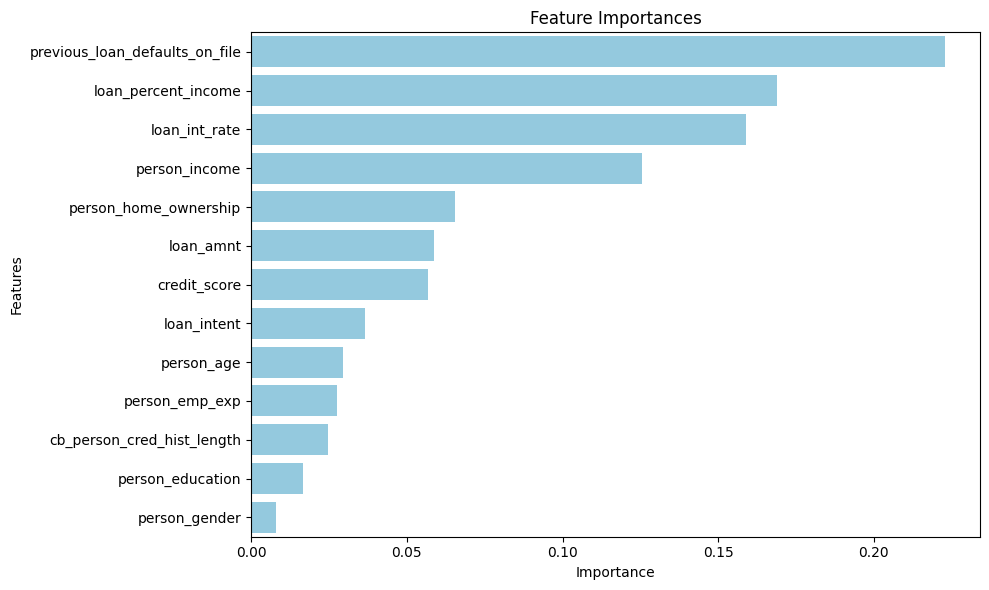 Feature Importances
previous_loan_defaults_on_file
loan_percent_income
loan_int_rate
person_income
person_home_ownership
loan_amnt
credit_score
loan_intent
person_age
person_emp_exp
cb_person_cred_hist_length
person_education
person_gender
Features
0.00 0.05 0.10 0.15 0.20
Importance